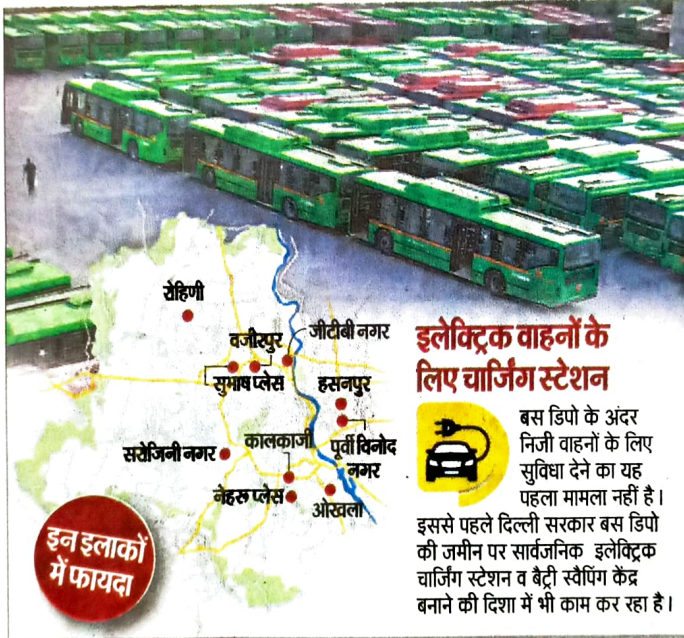 रोहिणी
वजीरपुर
जीटीबी नगर
सुभाष प्लेस
हसनपुर
सरोजिनी नगर
कालकाजी
पूर्वी विनोद
नगर
नेहरू प्लेस
ओखला
इन इलाकों
में फायदा
इलेक्ट्रिक वाहनों के
लिए चार्जिंग स्टेशन
बस डिपो के अंदर
निजी वाहनों के लिए
सुविधा देने का यह
पहला मामला नहीं है।
इससे पहले दिल्ली सरकार बस डिपो
की जमीन पर सार्वजनिक इलेक्ट्रिक
चार्जिंग स्टेशन व बैट्री स्वैपिंग केंद्र
बनाने की दिशा में भी काम कर रहा है।